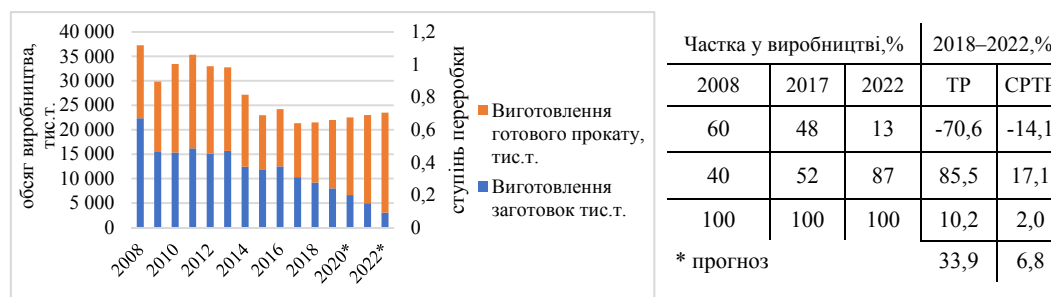 обсяг виробництва, тис.т.
40 000
35 000
30 000
25 000
20 000
15 000
10 000
5 000
0
2008
2010
2012
2014
2016
2018
2020*
2022*
1,2
1
0,8
0,6
0,4
0,2
0
ступінь переробки
Виготовлення
готового прокату,
тис.т.
Виготовлення
заготовок тис.т.
Частка у виробництві,% 2018–2022,%
2008 2017 2022 ТР СРТР
60 48 13 -70,6 -14,1
40 52 87 85,5 17,1
100 100 100 10,2 2,0
* прогноз 33,9 6,8